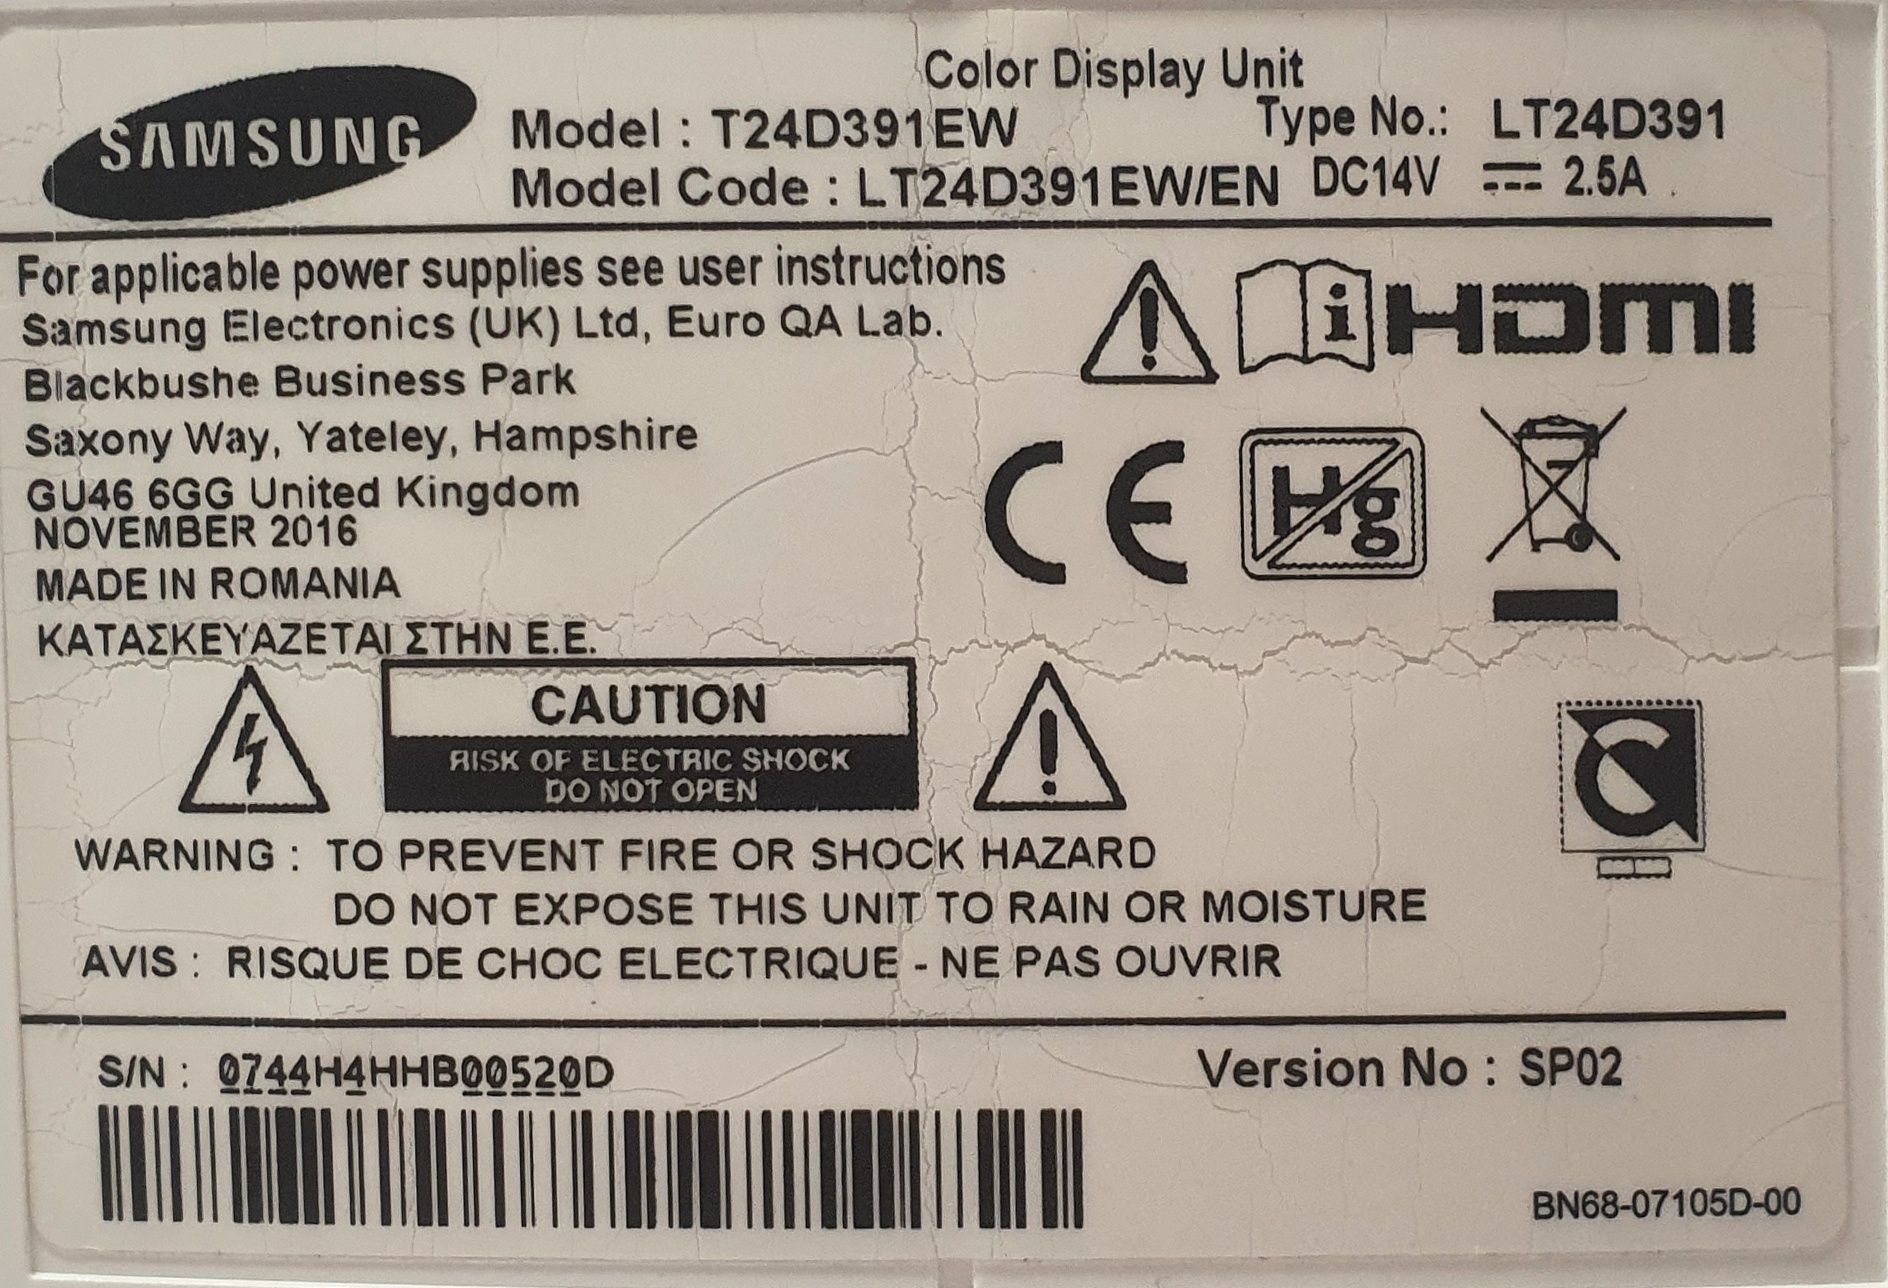 SAMSUNG
Color Display Unit
Model : T24D391EW
Type No.: LT24D391
Model Code : LT24D391EW/EN DC14V ⎓ 2.5A
For applicable power supplies see user instructions
Samsung Electronics (UK) Ltd, Euro QA Lab.
Blackbushe Business Park
Saxony Way, Yateley, Hampshire
GU46 6GG United Kingdom
NOVEMBER 2016
MADE IN ROMANIA
ΚΑΤΑΣΚΕΥΑΖΕΤΑΙ ΣΤΗΝ Ε.Ε.
i HDMI
CE Hg
CAUTION
RISK OF ELECTRIC SHOCK
DO NOT OPEN
WARNING : TO PREVENT FIRE OR SHOCK HAZARD
DO NOT EXPOSE THIS UNIT TO RAIN OR MOISTURE
AVIS : RISQUE DE CHOC ELECTRIQUE - NE PAS OUVRIR
S/N : 0744H4HHB00520D
Version No : SP02
BN68-07105D-00